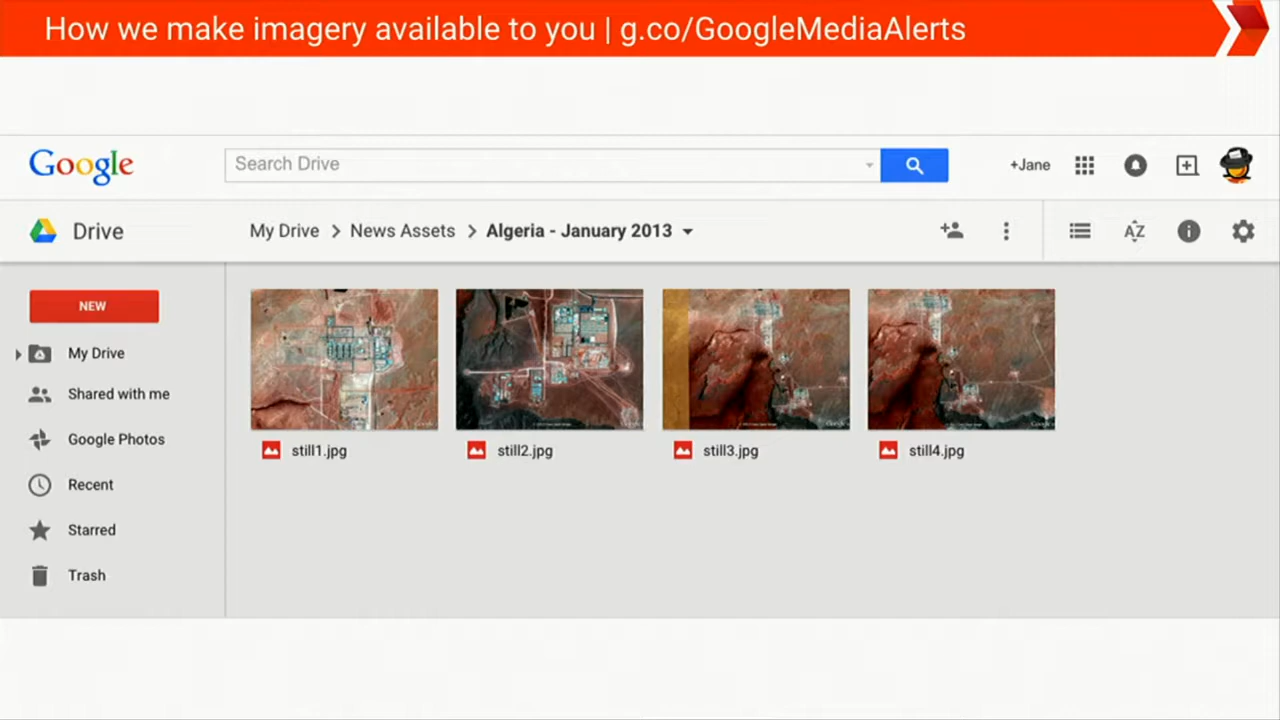 How we make imagery available to you | g.co/GoogleMediaAlerts
Google
Search Drive
+Jane
Drive
My Drive > News Assets > Algeria - January 2013
AZ
NEW
My Drive
Shared with me
Google Photos
Recent
Starred
Trash
still1.jpg
still2.jpg
still3.jpg
still4.jpg